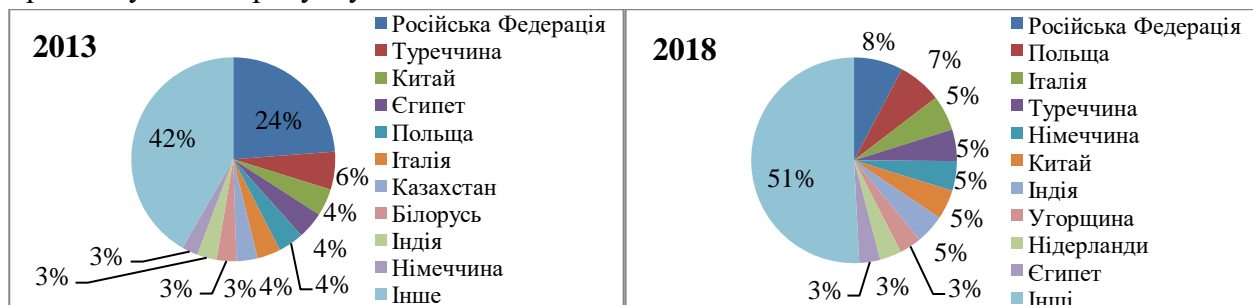 2013
Російська Федерація
Туреччина
Китай
Єгипет
Польща
Італія
Казахстан
Білорусь
Індія
Німеччина
Інше
24%
6%
4%
4%
4%
4%
3%
3%
3%
3%
42%
2018
Російська Федерація
Польща
Італія
Туреччина
Німеччина
Китай
Індія
Угорщина
Нідерланди
Єгипет
Інші
8%
7%
5%
5%
5%
5%
5%
3%
3%
3%
51%